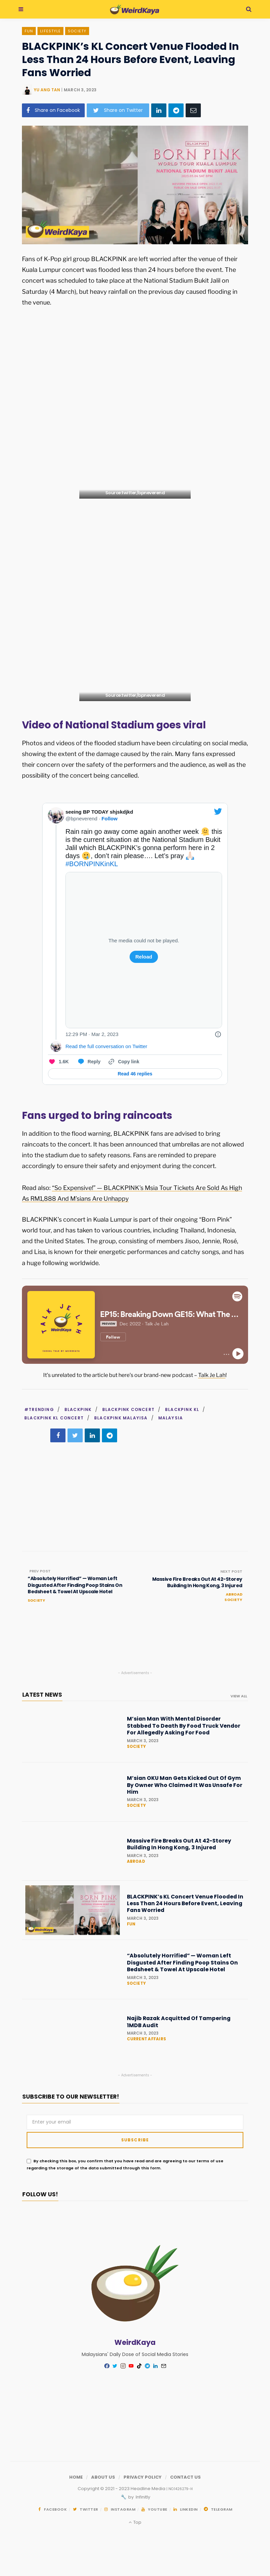 WeirdKaya
FUN
LIFESTYLE
SOCIETY
BLACKPINK's KL Concert Venue Flooded In
Less Than 24 Hours Before Event, Leaving
Fans Worried
MARCH 3, 2023
Share on Facebook
Share on Twitter
BORN PINK
WeirdKaya
Fans of K-Pop girl group BLACKPINK are left worried after the venue of their
Kuala Lumpur concert was flooded less than 24 hours before the event. The
concert was scheduled to take place at the National Stadium Bukit Jalil on
Saturday (4 March), but heavy rainfall on the previous day caused flooding in
the venue.
Video of National Stadium goes viral
Photos and videos of the flooded stadium have been circulating on social media,
showing the extent of the damage caused by the rain. Many fans expressed
their concern over the safety of the performers and the audience, as well as the
possibility of the concert being cancelled.
seeing BP TODAY shjskdjkd
@bpneverend · Follow
Rain rain go away come again another week 🫠 this
is the current situation at the National Stadium Bukit
Jalil which BLACKPINK's gonna perform here in 2
days 🥲, don't rain please…. Let's pray 🙏🏻
#BORNPINKinKL
The media could not be played.
Reload
12:29 PM · Mar 2, 2023
Read the full conversation on Twitter
1.6K
Reply
Copy link
Read 46 replies
Fans urged to bring raincoats
In addition to the flood warning, BLACKPINK fans are advised to bring
raincoats to the concert. It has been announced that umbrellas are not allowed
into the stadium due to safety reasons. Fans are reminded to prepare
accordingly to ensure their safety and enjoyment during the concert.
Read also: “So Expensive!” — BLACKPINK's Msia Tour Tickets Are Sold As High
As RM1,888 And M'sians Are Unhappy
BLACKPINK's concert in Kuala Lumpur is part of their ongoing “Born Pink”
world tour, and has taken to various countries, including Thailand, Indonesia,
and the United States. The group, consisting of members Jisoo, Jennie, Rosé,
and Lisa, is known for their energetic performances and catchy songs, and has
a huge following worldwide.
EP15: Breaking Down GE15: What The ...
PREVIEW
Dec 2022 · Talk Je Lah
Follow
It's unrelated to the article but here's our brand-new podcast – Talk Je Lah!
#TRENDING / BLACKPINK / BLACKPINK CONCERT / BLACKPINK KL /
BLACKPINK KL CONCERT / BLACKPINK MALAYISA / MALAYSIA
PREV POST
“Absolutely Horrified” — Woman Left
Disgusted After Finding Poop Stains On
Bedsheet & Towel At Upscale Hotel
SOCIETY
NEXT POST
Massive Fire Breaks Out At 42-Storey
Building In Hong Kong, 3 Injured
ABROAD
SOCIETY
- Advertisements -
LATEST NEWS
VIEW ALL
M'sian Man With Mental Disorder
Stabbed To Death By Food Truck Vendor
For Allegedly Asking For Food
MARCH 3, 2023
SOCIETY
M'sian OKU Man Gets Kicked Out Of Gym
By Owner Who Claimed It Was Unsafe For
Him
MARCH 3, 2023
SOCIETY
Massive Fire Breaks Out At 42-Storey
Building In Hong Kong, 3 Injured
MARCH 3, 2023
ABROAD
BLACKPINK's KL Concert Venue Flooded In
Less Than 24 Hours Before Event, Leaving
Fans Worried
MARCH 3, 2023
FUN
“Absolutely Horrified” — Woman Left
Disgusted After Finding Poop Stains On
Bedsheet & Towel At Upscale Hotel
MARCH 3, 2023
SOCIETY
Najib Razak Acquitted Of Tampering
1MDB Audit
MARCH 3, 2023
CURRENT AFFAIRS
- Advertisements -
SUBSCRIBE TO OUR NEWSLETTER!
Enter your email
SUBSCRIBE
By checking this box, you confirm that you have read and are agreeing to our terms of use
regarding the storage of the data submitted through this form.
FOLLOW US!
WeirdKaya
Malaysians' Daily Dose of Social Media Stories
HOME / ABOUT US / PRIVACY POLICY / CONTACT US
by Infinity.
FACEBOOK
TWITTER
INSTAGRAM
YOUTUBE
LINKEDIN
TELEGRAM
Top